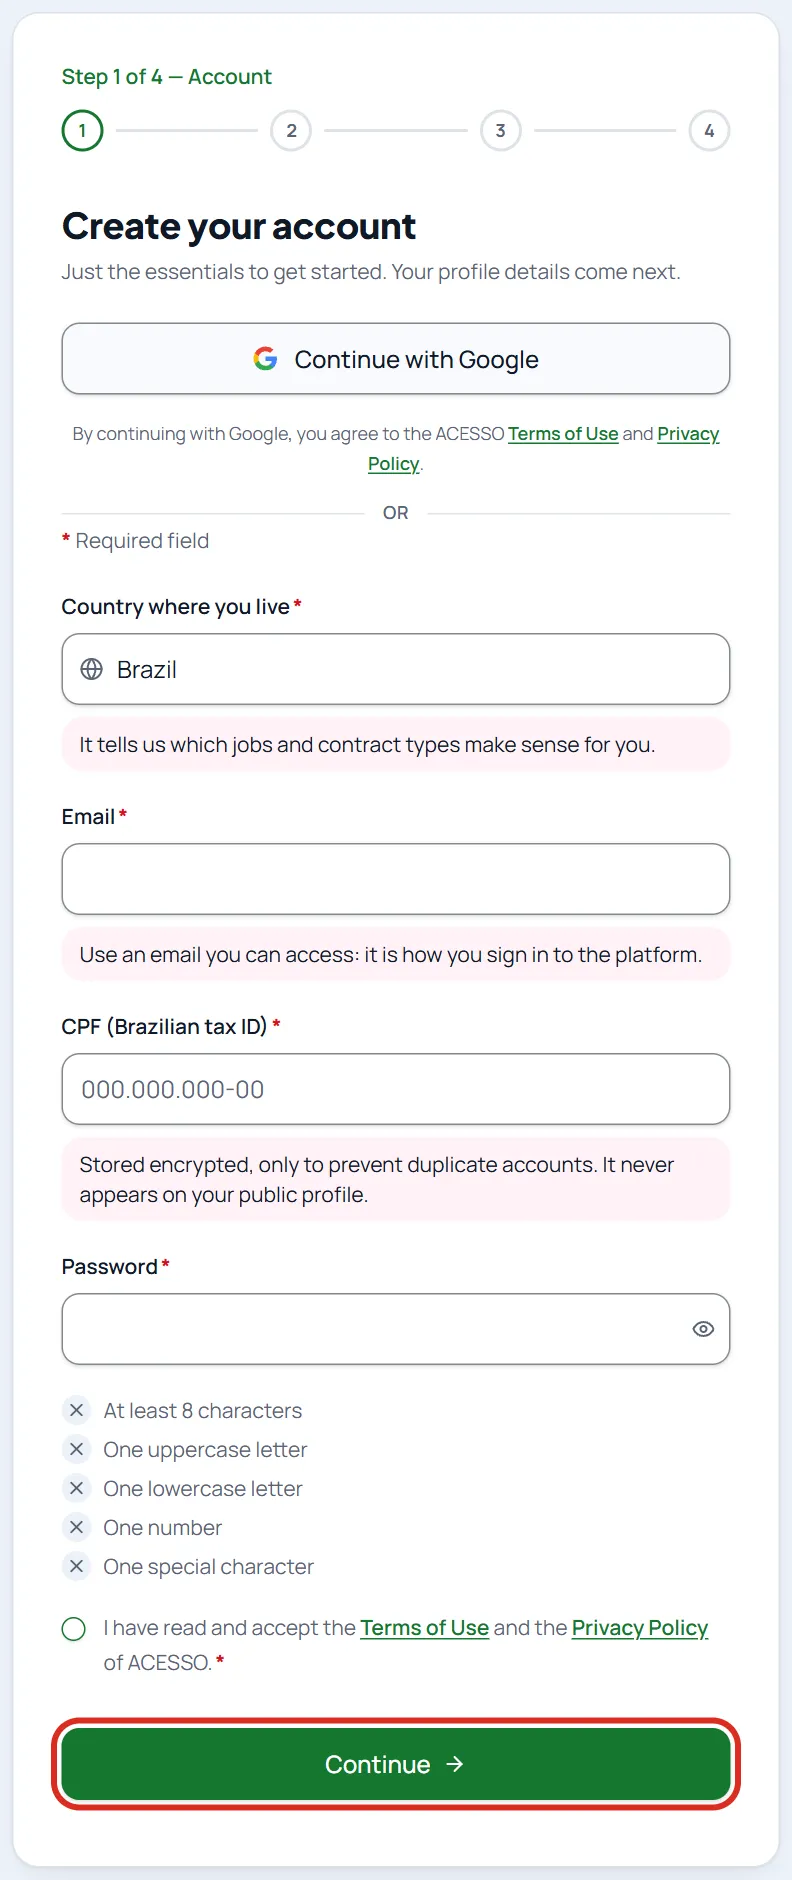 Step 1 of 4 — Account
1 2 3 4
Create your account
Just the essentials to get started. Your profile details come next.
Continue with Google
By continuing with Google, you agree to the ACESSO Terms of Use and Privacy
Policy.
OR
* Required field
Country where you live *
Brazil
It tells us which jobs and contract types make sense for you.
Email *
Use an email you can access: it is how you sign in to the platform.
CPF (Brazilian tax ID) *
000.000.000-00
Stored encrypted, only to prevent duplicate accounts. It never
appears on your public profile.
Password *
At least 8 characters
One uppercase letter
One lowercase letter
One number
One special character
I have read and accept the Terms of Use and the Privacy Policy
of ACESSO. *
Continue →